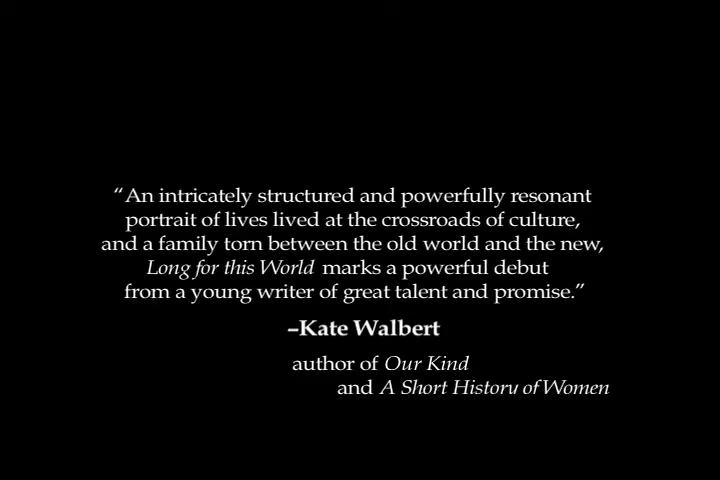 “An intricately structured and powerfully resonant
portrait of lives lived at the crossroads of culture,
and a family torn between the old world and the new,
Long for this World marks a powerful debut
from a young writer of great talent and promise.”
–Kate Walbert
author of Our Kind
and A Short History of Women